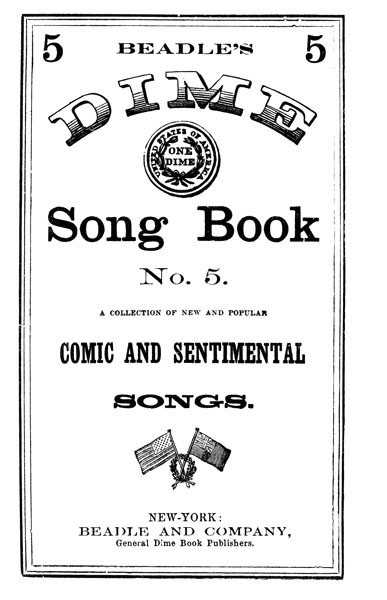 5 BEADLE'S 5
DIME
UNITED STATES OF AMERICA
ONE
DIME
Song Book
No. 5.
A COLLECTION OF NEW AND POPULAR
COMIC AND SENTIMENTAL
SONGS.
NEW-YORK:
BEADLE AND COMPANY,
General Dime Book Publishers.